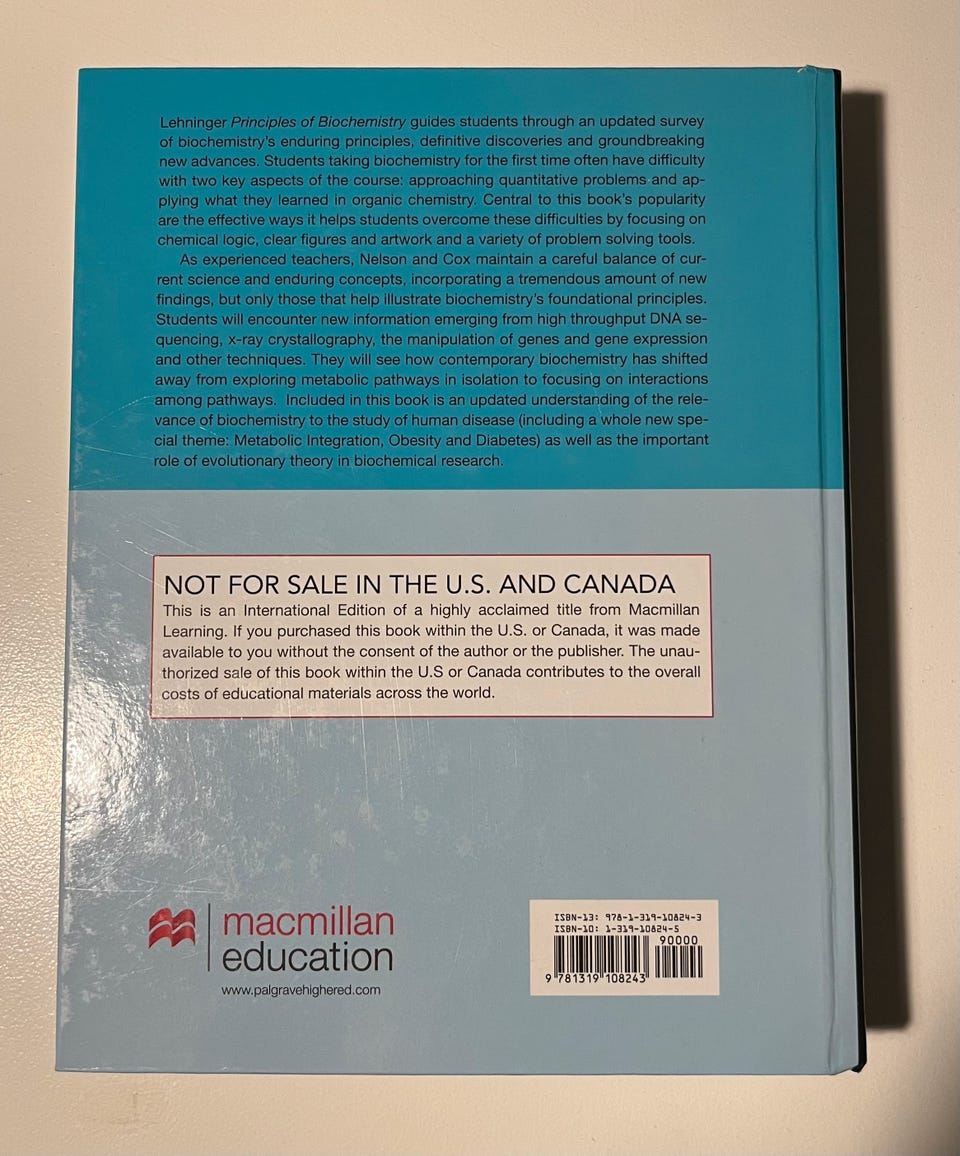 Lehninger Principles of Biochemistry guides students through an updated survey
of biochemistry's enduring principles, definitive discoveries and groundbreaking
new advances. Students taking biochemistry for the first time often have difficulty
with two key aspects of the course: approaching quantitative problems and ap-
plying what they learned in organic chemistry. Central to this book's popularity
are the effective ways it helps students overcome these difficulties by focusing on
chemical logic, clear figures and artwork and a variety of problem solving tools.
As experienced teachers, Nelson and Cox maintain a careful balance of cur-
rent science and enduring concepts, incorporating a tremendous amount of new
findings, but only those that help illustrate biochemistry's foundational principles.
Students will encounter new information emerging from high throughput DNA se-
quencing, x-ray crystallography, the manipulation of genes and gene expression
and other techniques. They will see how contemporary biochemistry has shifted
away from exploring metabolic pathways in isolation to focusing on interactions
among pathways. Included in this book is an updated understanding of the rele-
vance of biochemistry to the study of human disease (including a whole new spe-
cial theme: Metabolic Integration, Obesity and Diabetes) as well as the important
role of evolutionary theory in biochemical research.
NOT FOR SALE IN THE U.S. AND CANADA
This is an International Edition of a highly acclaimed title from Macmillan
Learning. If you purchased this book within the U.S. or Canada, it was made
available to you without the consent of the author or the publisher. The unau-
thorized sale of this book within the U.S or Canada contributes to the overall
costs of educational materials across the world.
macmillan
education
www.palgravehighered.com
ISBN-13: 978-1-319-10824-3
ISBN-10: 1-319-10824-5
90000
9 781319 108243